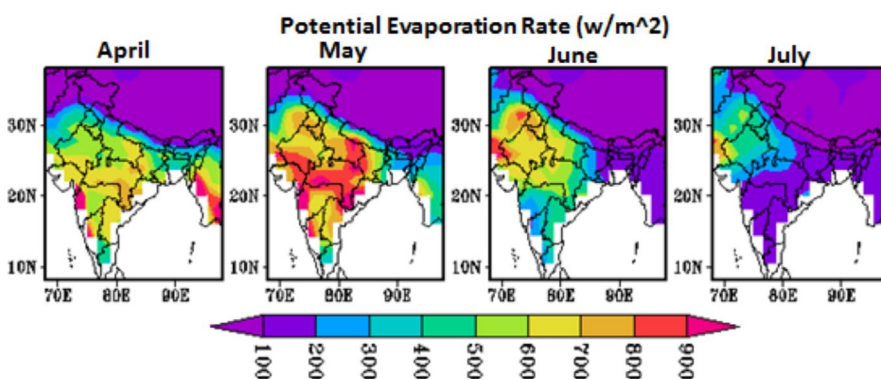 Potential Evaporation Rate (w/m^2)
April May June July
30N 30N 30N 30N
20N 20N 20N 20N
10N 10N 10N 10N
70E 80E 90E 70E 80E 90E 70E 80E 90E 70E 80E 90E
100 200 300 400 500 600 700 800 900